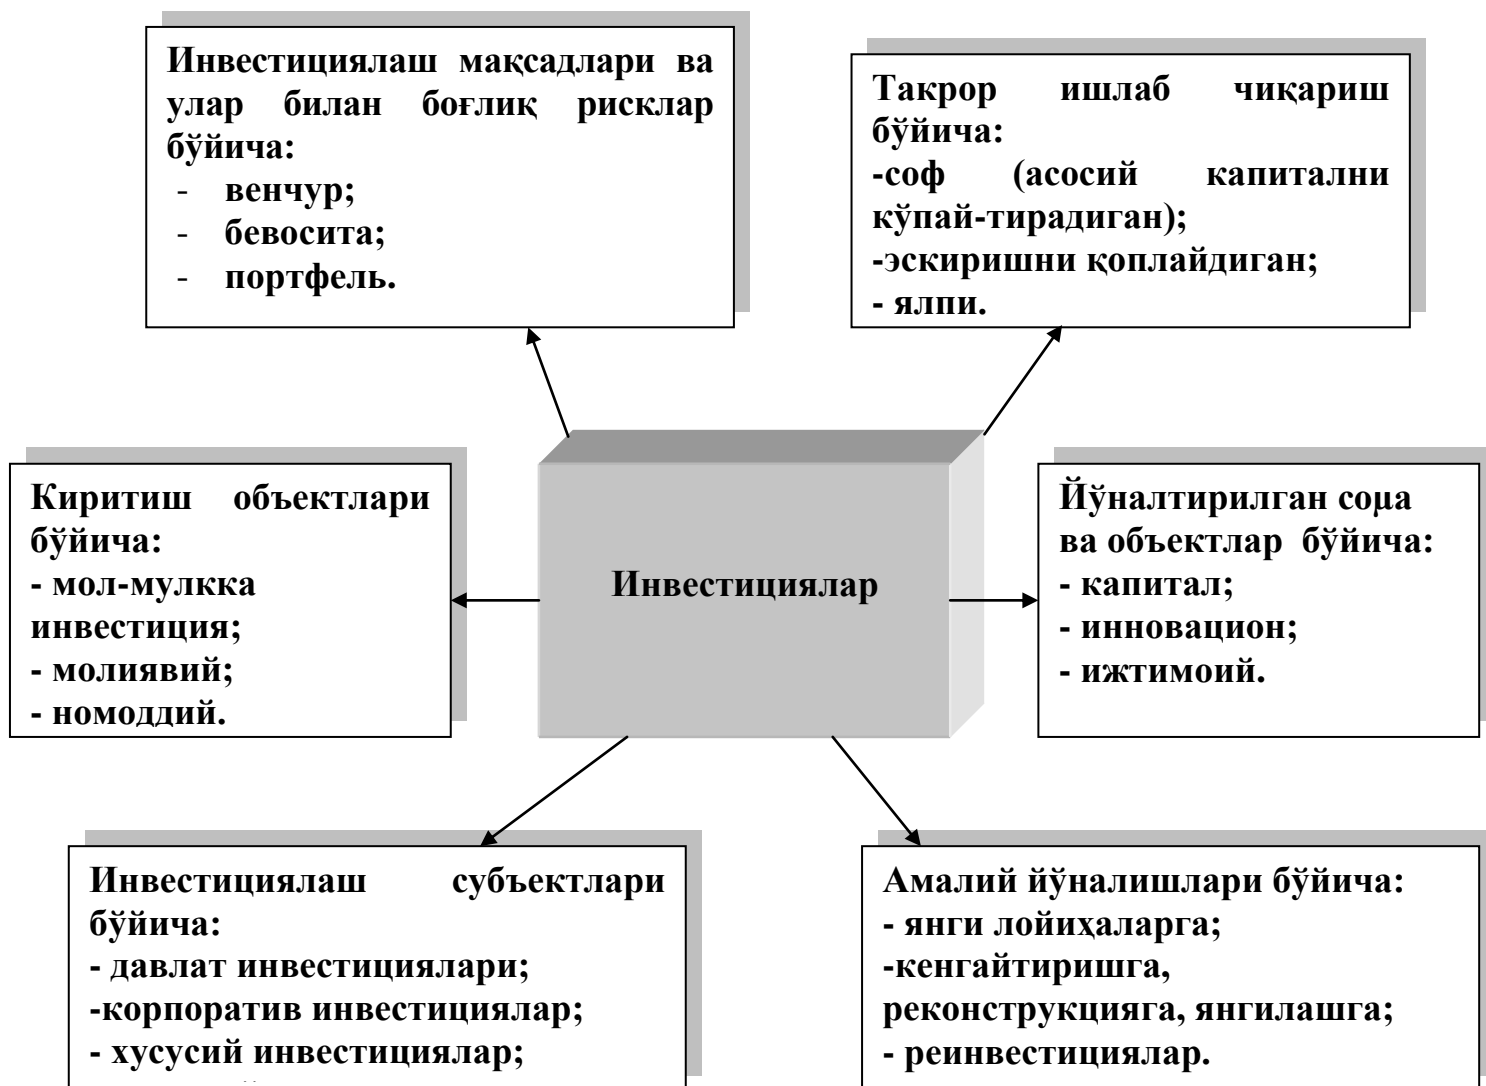 Инвестициялаш мақсадлари ва
улар билан боғлиқ рисклар
бўйича:
- венчур;
- бевосита;
- портфель.
Такрор ишлаб чиқариш
бўйича:
-соф (асосий капитални
кўпай-тирадиган);
-эскиришни қоплайдиган;
- ялпи.
Киритиш объектлари
бўйича:
- мол-мулкка
инвестиция;
- молиявий;
- номоддий.
Инвестициялар
Йўналтирилган соµа
ва объектлар бўйича:
- капитал;
- инновацион;
- ижтимоий.
Инвестициялаш субъектлари
бўйича:
- давлат инвестициялари;
-корпоратив инвестициялар;
- хусусий инвестициялар;
Амалий йўналишлари бўйича:
- янги лойиҳаларга;
-кенгайтиришга,
реконструкцияга, янгилашга;
- реинвестициялар.